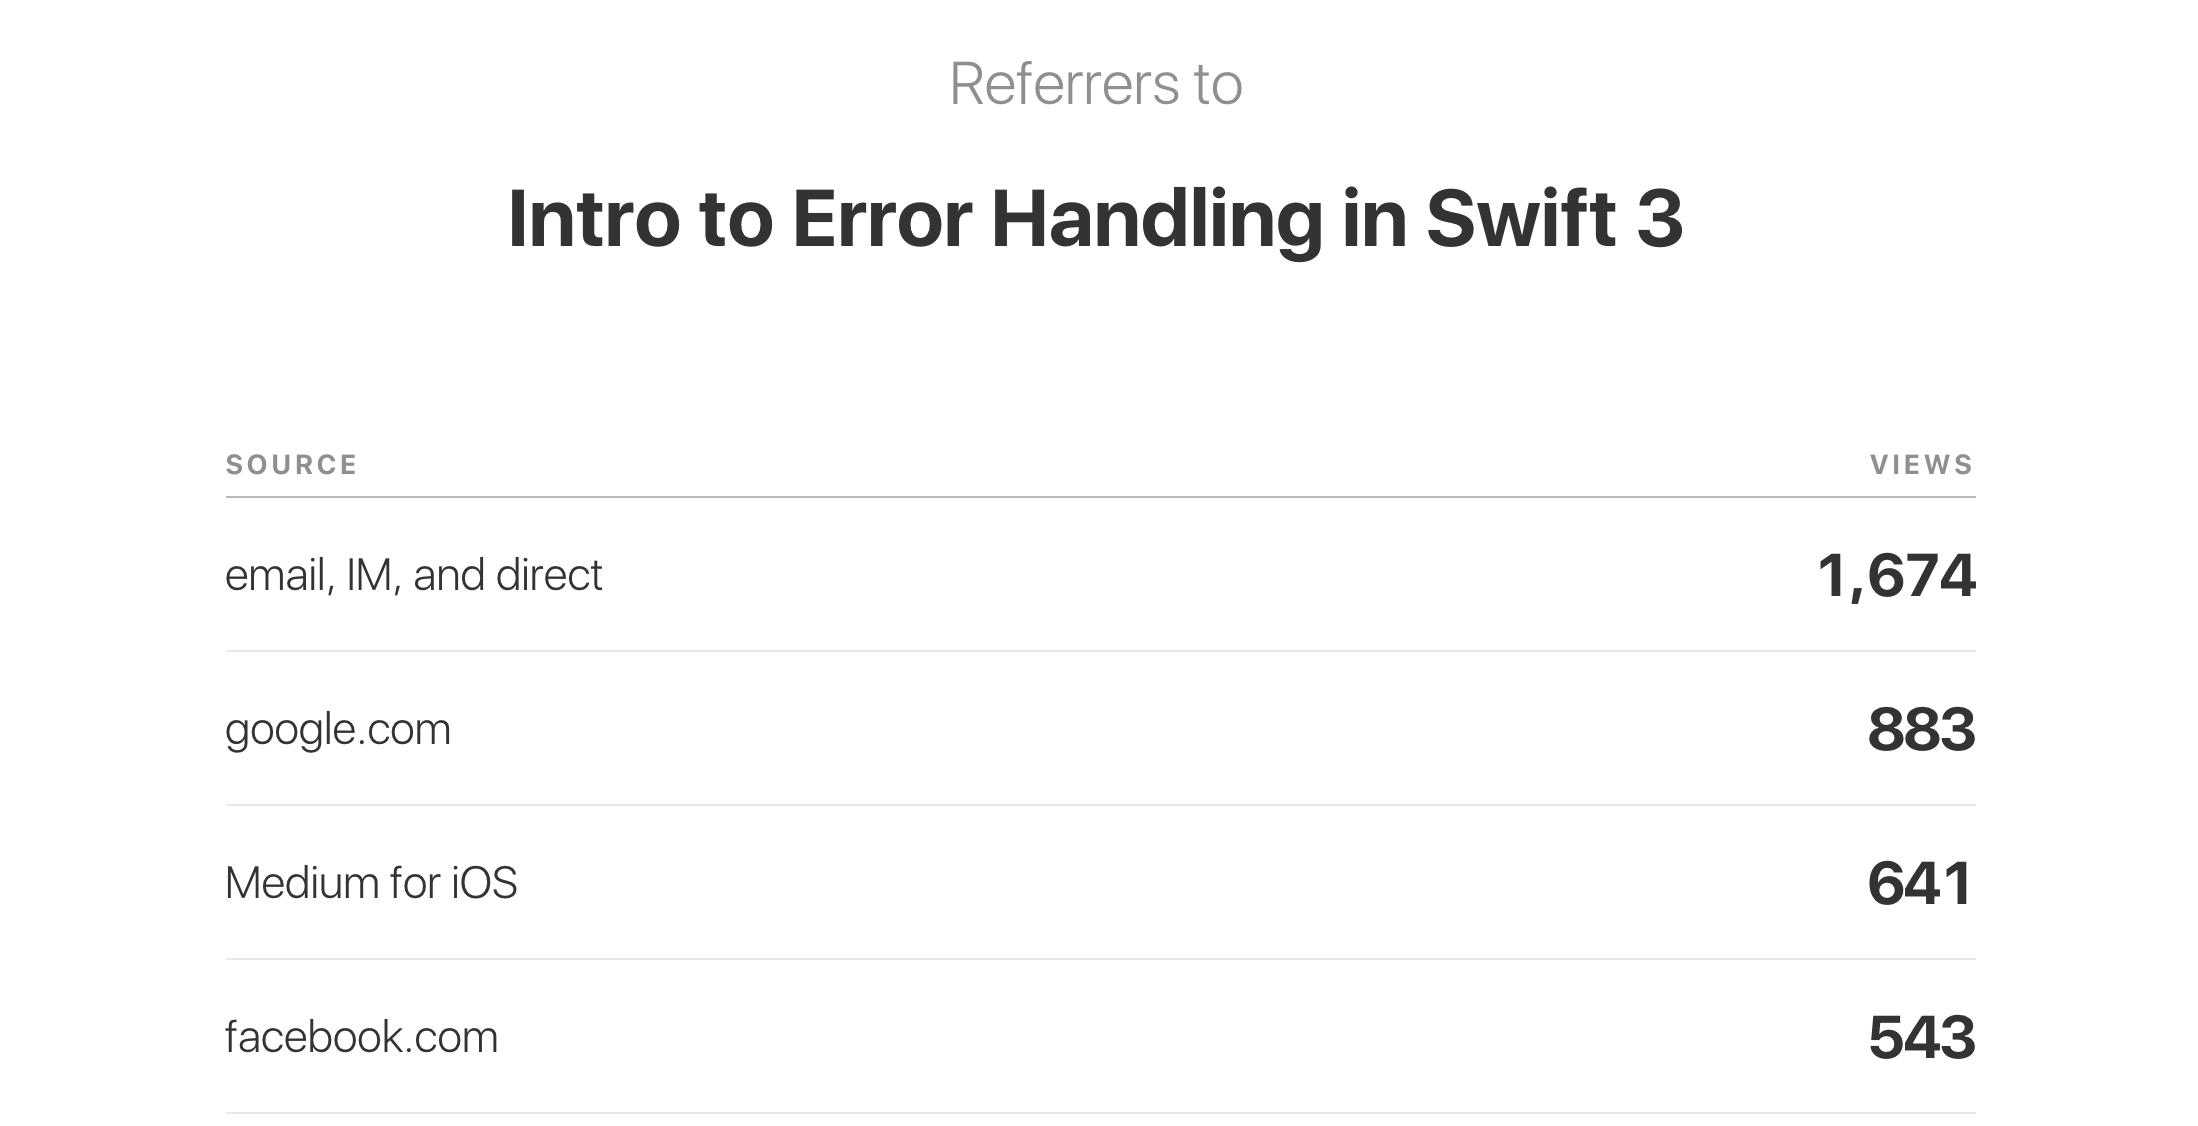 Referrers to
Intro to Error Handling in Swift 3
SOURCE VIEWS
email, IM, and direct 1,674
google.com 883
Medium for iOS 641
facebook.com 543